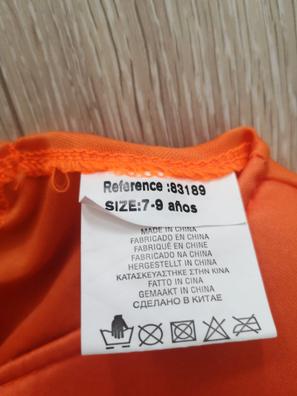 Reference :83189
SIZE:7-9 años
MADE IN CHINA
FABRICADO EN CHINA
FABRIQUÉ EN CHINE
FABRICADO NA CHINA
HERGESTELLT IN CHINA
ΚΑΤΑΣΚΕΥΑΣΤΗΚΕ ΣΤΗΝ ΚΙΝΑ
FATTO IN CINA
GEMAAKT IN CHINA
СДЕЛАНО В КИТАЕ